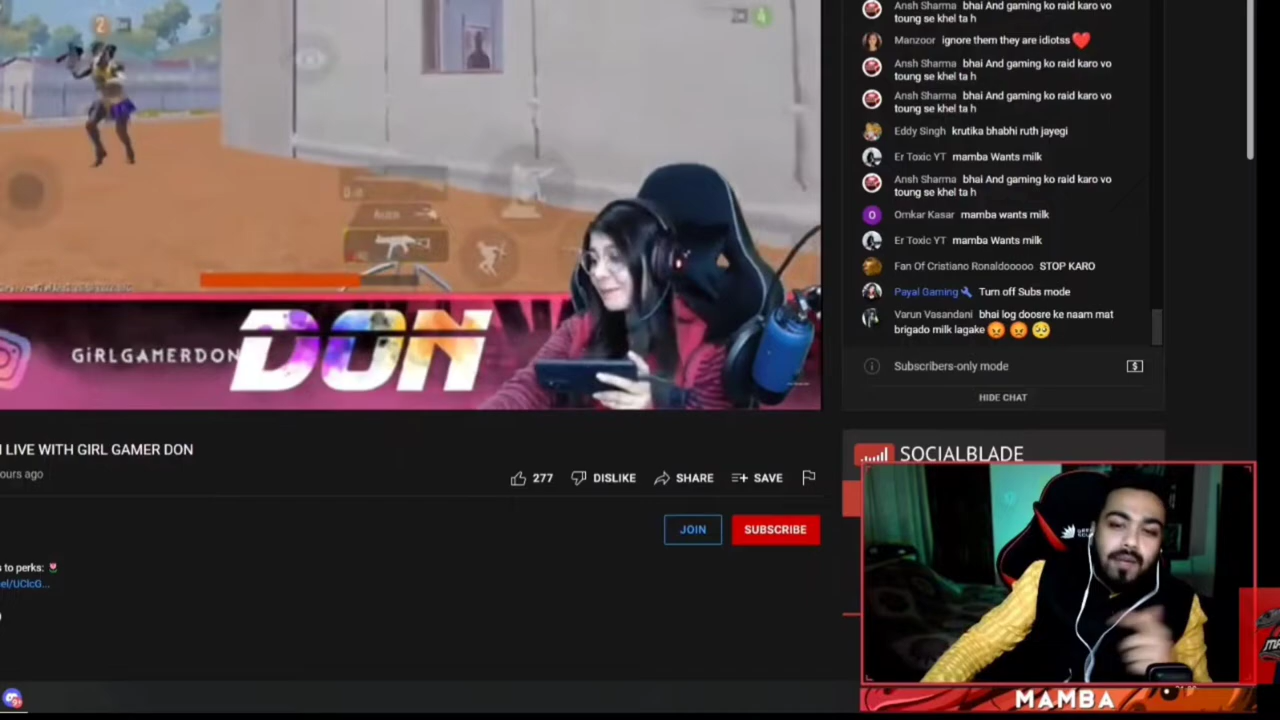 2
4
Ansh Sharma bhai And gaming ko raid karo vo
toung se khel ta h
Manzoor ignore them they are idiotss❤️
Ansh Sharma bhai And gaming ko raid karo vo
toung se khel ta h
Ansh Sharma bhai And gaming ko raid karo vo
toung se khel ta h
Eddy Singh krutika bhabhi ruth jayegi
Er Toxic YT mamba Wants milk
Ansh Sharma bhai And gaming ko raid karo vo
toung se khel ta h
O Omkar Kasar mamba wants milk
Er Toxic YT mamba Wants milk
Fan Of Cristiano Ronaldooooo STOP KARO
Payal Gaming🔧 Turn off Subs mode
Varun Vasandani bhai log doosre ke naam mat
brigado milk lagake 😡 😡 🥺
Subscribers-only mode
HIDE CHAT
GiRLGAMERDON
DON
LIVE WITH GIRL GAMER DON
ours ago
277 DISLIKE SHARE SAVE
JOIN SUBSCRIBE
s to perks: 🌷
el/UClcG...
SOCIALBLADE
MAMBA